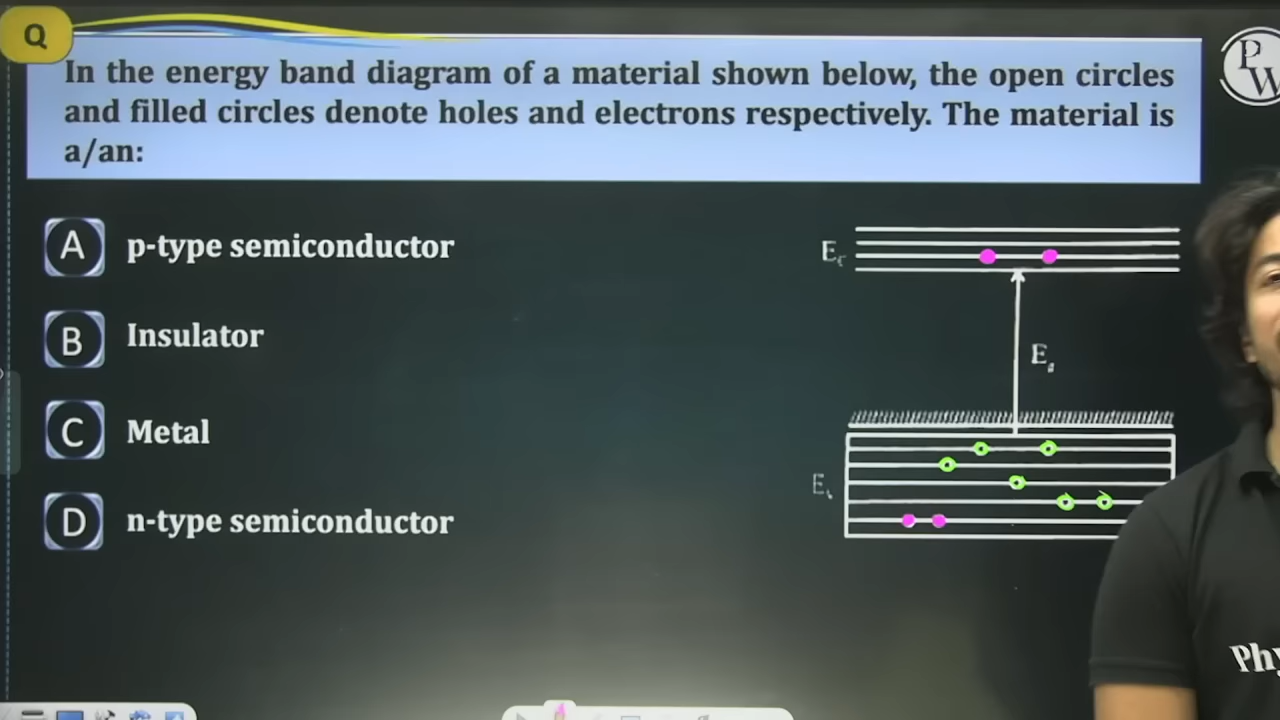 Q
In the energy band diagram of a material shown below, the open circles
and filled circles denote holes and electrons respectively. The material is
a/an:
PW
A p-type semiconductor
B Insulator
C Metal
D n-type semiconductor
E
E
E
Phy